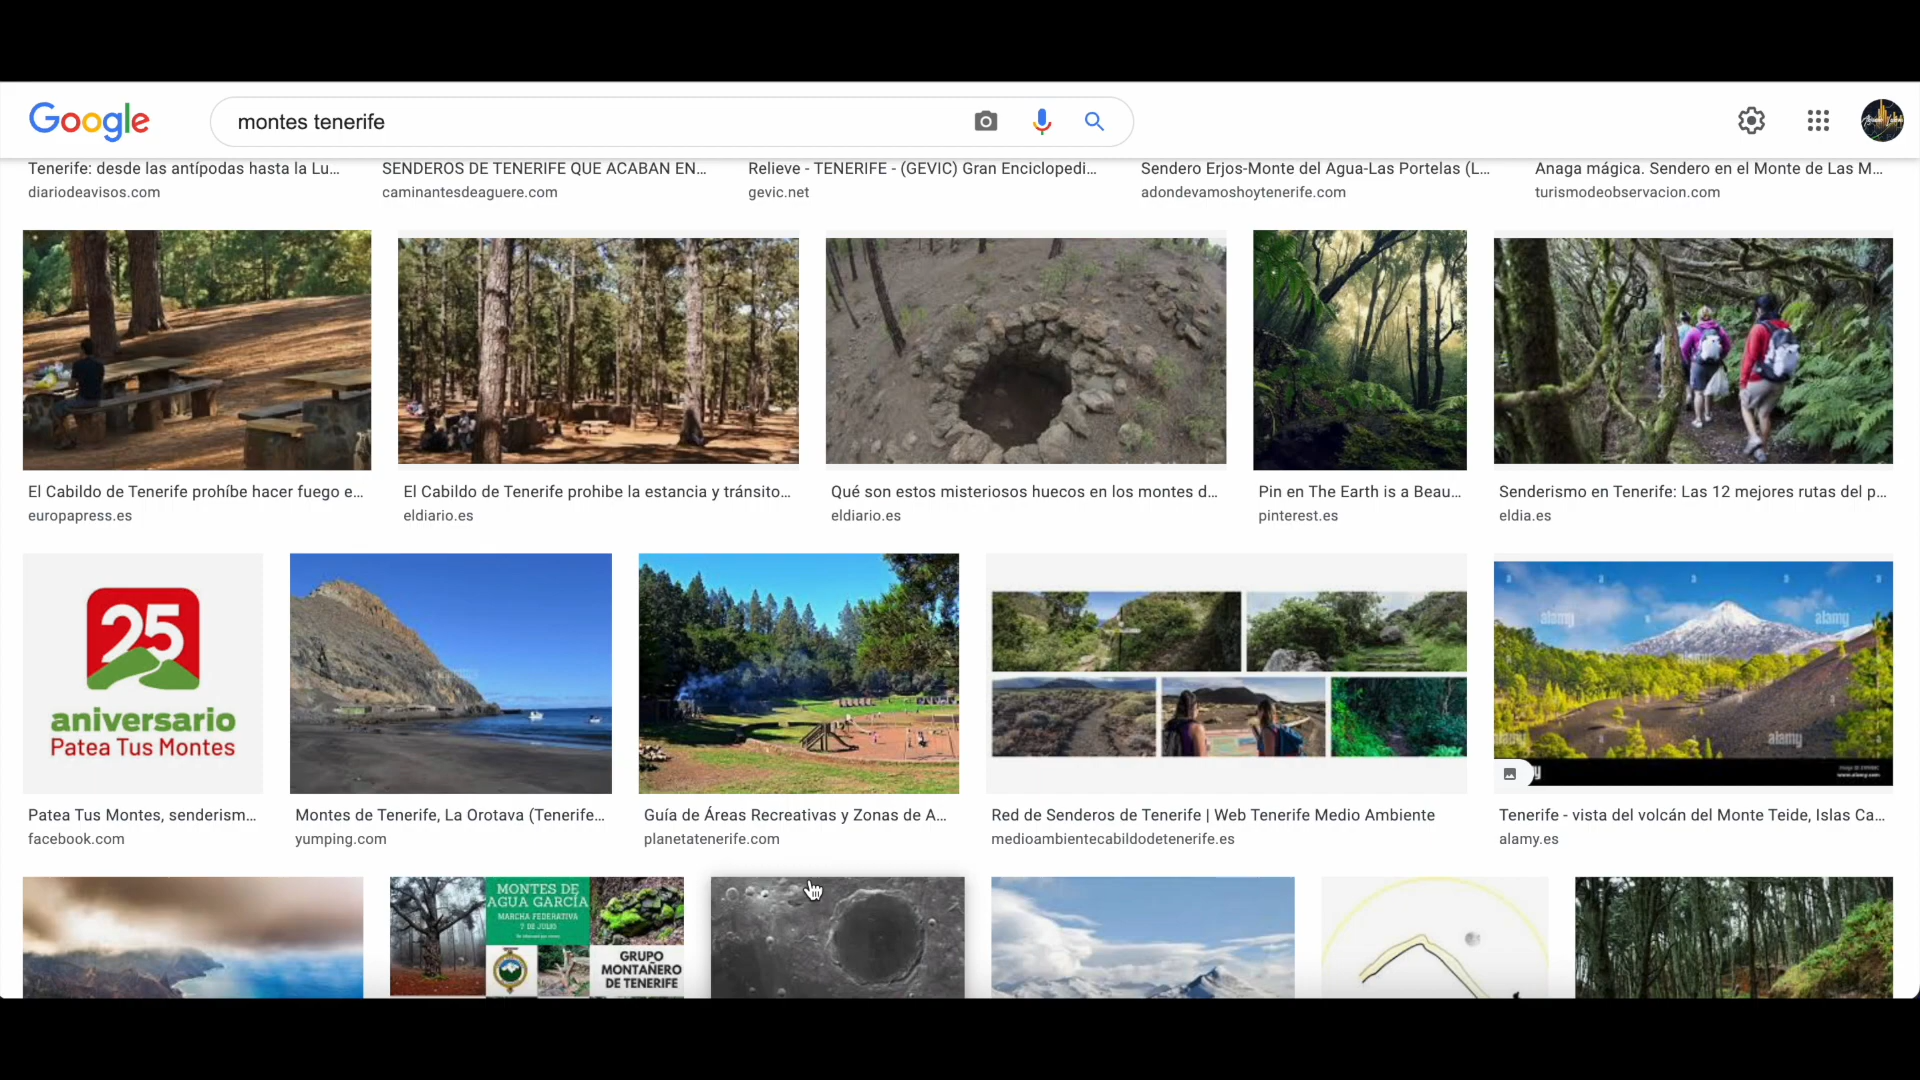 Google
montes tenerife
Tenerife: desde las antípodas hasta la Lu...
diariodeavisos.com
SENDEROS DE TENERIFE QUE ACABAN EN...
caminantesdeaguere.com
Relieve - TENERIFE - (GEVIC) Gran Enciclopedi...
gevic.net
Sendero Erjos-Monte del Agua-Las Portelas (L...
adondevamoshoytenerife.com
Anaga mágica. Sendero en el Monte de Las M...
turismodeobservacion.com
El Cabildo de Tenerife prohíbe hacer fuego e...
europapress.es
El Cabildo de Tenerife prohibe la estancia y tránsito...
eldiario.es
Qué son estos misteriosos huecos en los montes d...
eldiario.es
Pin en The Earth is a Beau...
pinterest.es
Senderismo en Tenerife: Las 12 mejores rutas del p...
eldia.es
25
aniversario
Patea Tus Montes
alamy
alamy
alamy
www.alamy.com
Patea Tus Montes, senderism...
facebook.com
Montes de Tenerife, La Orotava (Tenerife...
yumping.com
Guía de Áreas Recreativas y Zonas de A...
planetatenerife.com
Red de Senderos de Tenerife | Web Tenerife Medio Ambiente
medioambientecabildodetenerife.es
Tenerife - vista del volcán del Monte Teide, Islas Ca...
alamy.es
MONTES DE
AGUA GARCÍA
MARCHA FEDERATIVA
7 DE JULIO
GRUPO
MONTAÑERO
DE TENERIFE